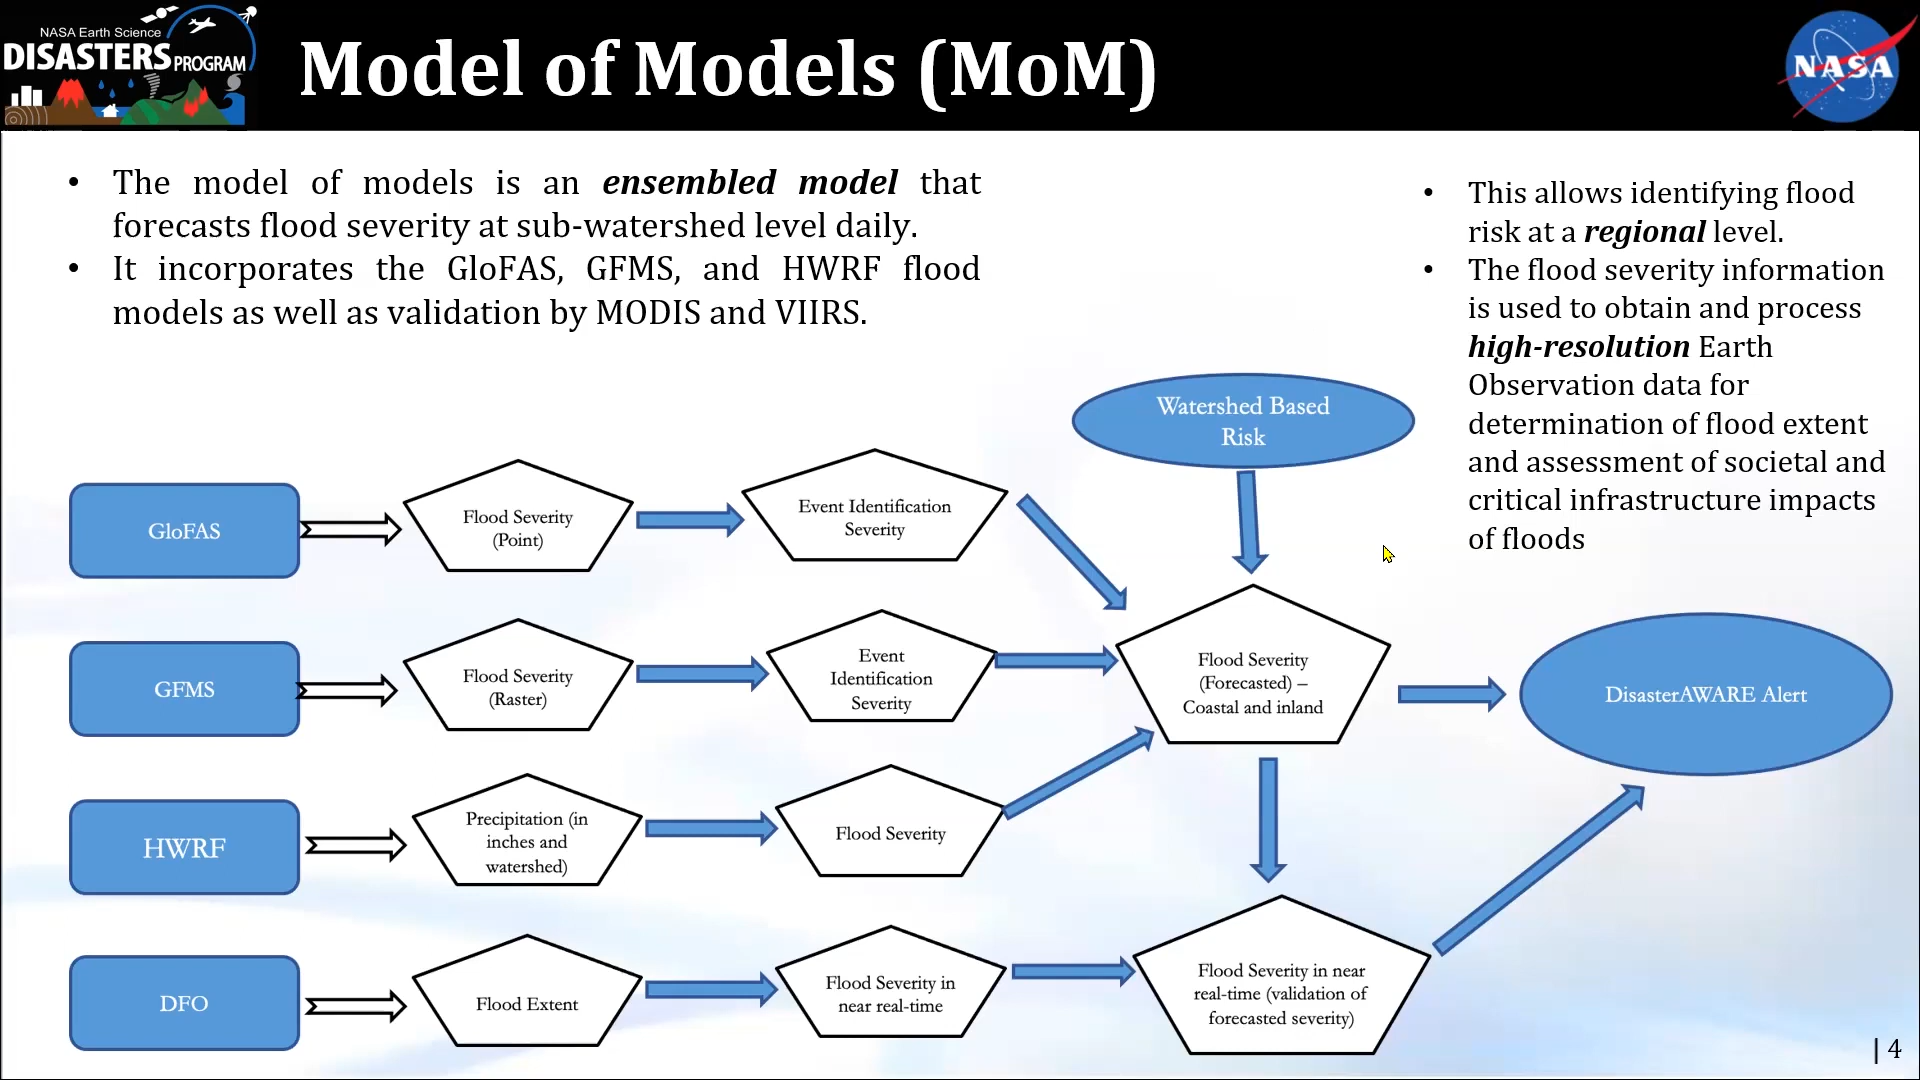 NASA Earth Science
DISASTERS PROGRAM
Model of Models (MoM)
NASA
• The model of models is an ensembled model that
forecasts flood severity at sub-watershed level daily.
• It incorporates the GloFAS, GFMS, and HWRF flood
models as well as validation by MODIS and VIIRS.
• This allows identifying flood
risk at a regional level.
• The flood severity information
is used to obtain and process
high-resolution Earth
Observation data for
determination of flood extent
and assessment of societal and
critical infrastructure impacts
of floods
Watershed Based
Risk
GloFAS
Flood Severity
(Point)
Event Identification
Severity
GFMS
Flood Severity
(Raster)
Event
Identification
Severity
Flood Severity
(Forecasted) –
Coastal and inland
DisasterAWARE Alert
HWRF
Precipitation (in
inches and
watershed)
Flood Severity
DFO
Flood Extent
Flood Severity in
near real-time
Flood Severity in near
real-time (validation of
forecasted severity)
| 4